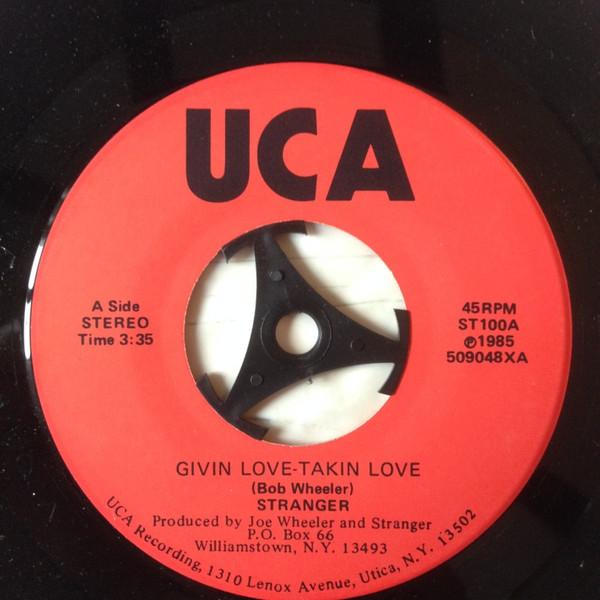 UCA
A Side
STEREO
Time 3:35
45RPM
ST100A
℗1985
509048XA
GIVIN LOVE-TAKIN LOVE
(Bob Wheeler)
STRANGER
Produced by Joe Wheeler and Stranger
P.O. Box 66
Williamstown, N.Y. 13493
UCA Recording, 1310 Lenox Avenue, Utica, N.Y. 13502